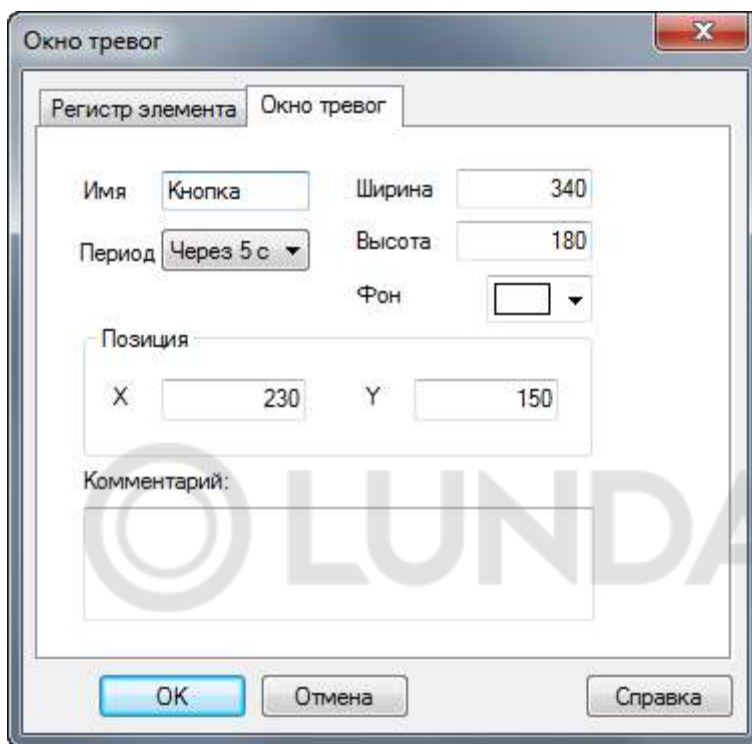 Окно тревог
Регистр элемента Окно тревог
Имя Кнопка Ширина 340
Период Через 5 с Высота 180
Фон
Позиция
X 230 Y 150
Комментарий:
LUNDA
OK Отмена Справка